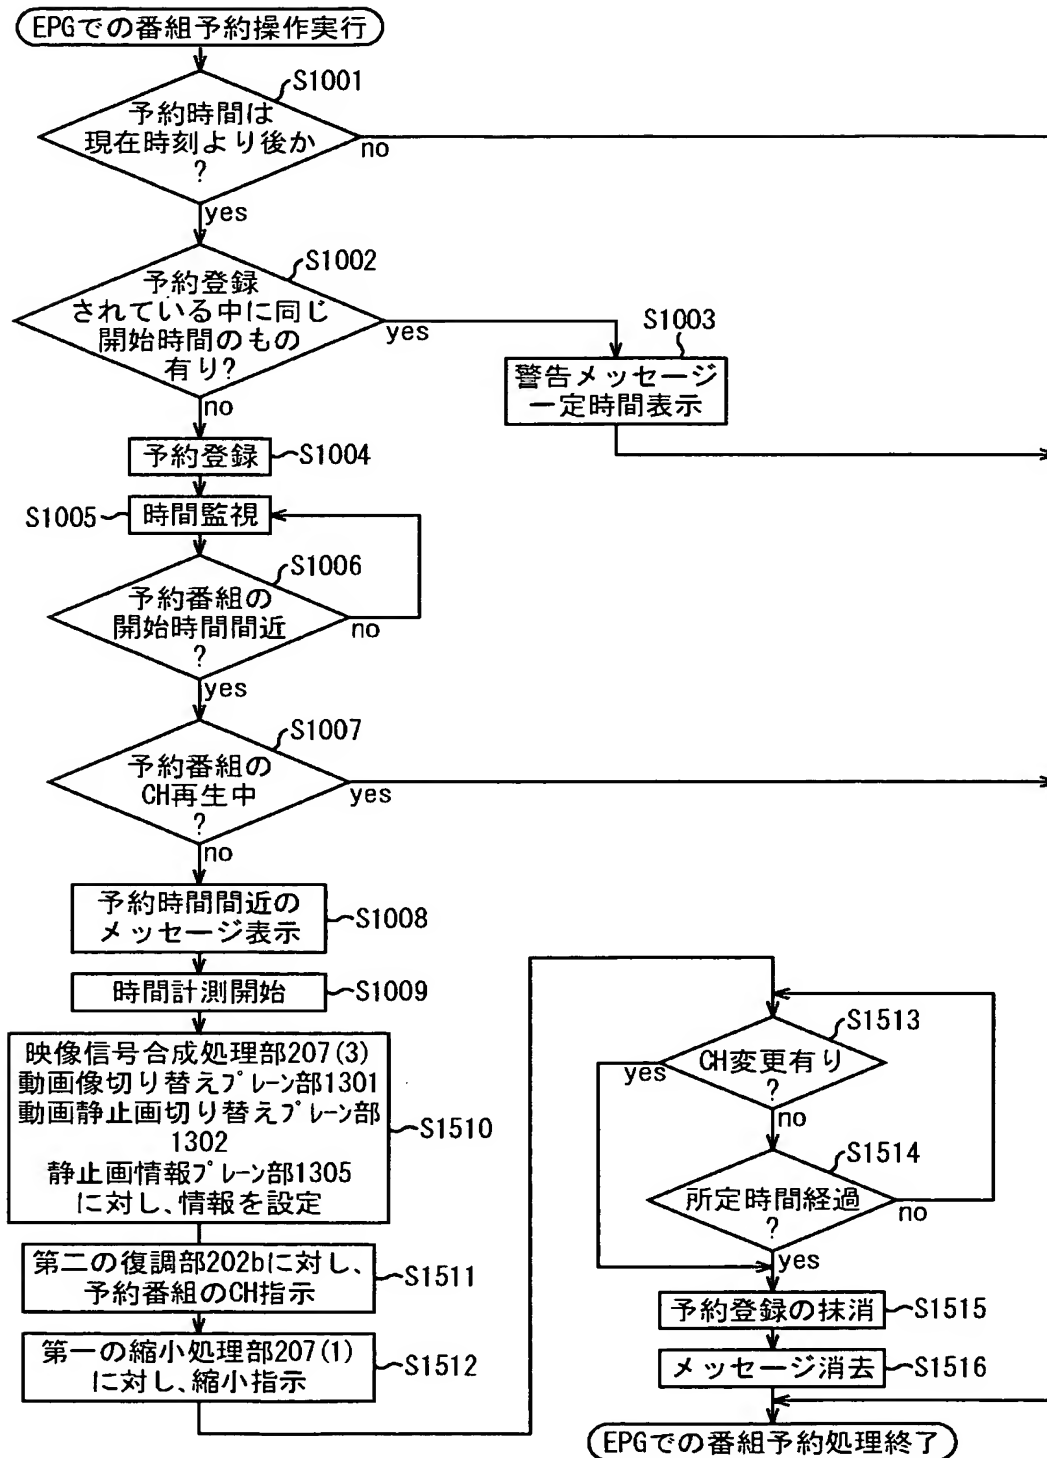 EPGでの番組予約操作実行
S1001
予約時間は
現在時刻より後か
?
no
yes
S1002
予約登録
されている中に同じ
開始時間のもの
有り?
yes
no
S1003
警告メッセージ
一定時間表示
予約登録
S1004
S1005
時間監視
S1006
予約番組の
開始時間間近
?
no
yes
S1007
予約番組の
CH再生中
?
yes
no
予約時間間近の
メッセージ表示
S1008
時間計測開始
S1009
映像信号合成処理部207(3)
動画像切り替えプレーン部1301
動画静止画切り替えプレーン部
1302
静止画情報プレーン部1305
に対し、情報を設定
S1510
第二の復調部202bに対し、
予約番組のCH指示
S1511
第一の縮小処理部207(1)
に対し、縮小指示
S1512
S1513
CH変更有り
?
yes
no
S1514
所定時間経過
?
no
yes
予約登録の抹消
S1515
メッセージ消去
S1516
EPGでの番組予約処理終了